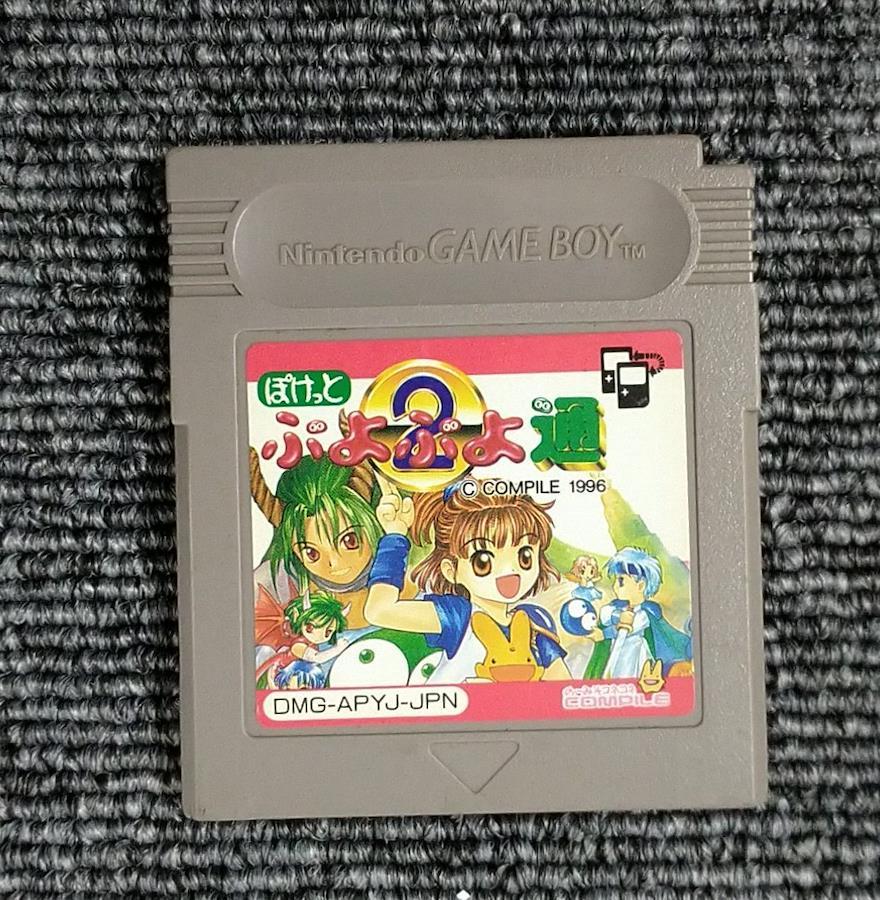 Nintendo GAME BOY TM
ぽけっと
ぷよぷよ通
2
© COMPILE 1996
DMG-APYJ-JPN
COMPILE